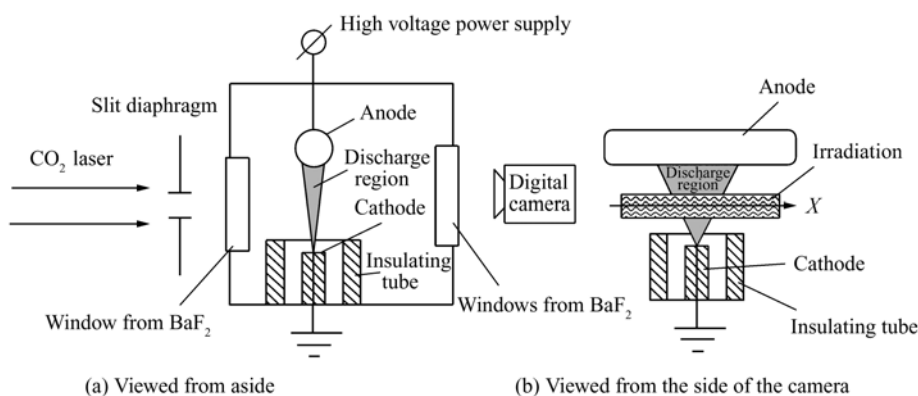 High voltage power supply
Slit diaphragm
CO₂ laser
Anode
Discharge
region
Cathode
Insulating
tube
Window from BaF₂
Digital
camera
Windows from BaF₂
Anode
Irradiation
Discharge
region
X
Cathode
Insulating tube
(a) Viewed from aside
(b) Viewed from the side of the camera